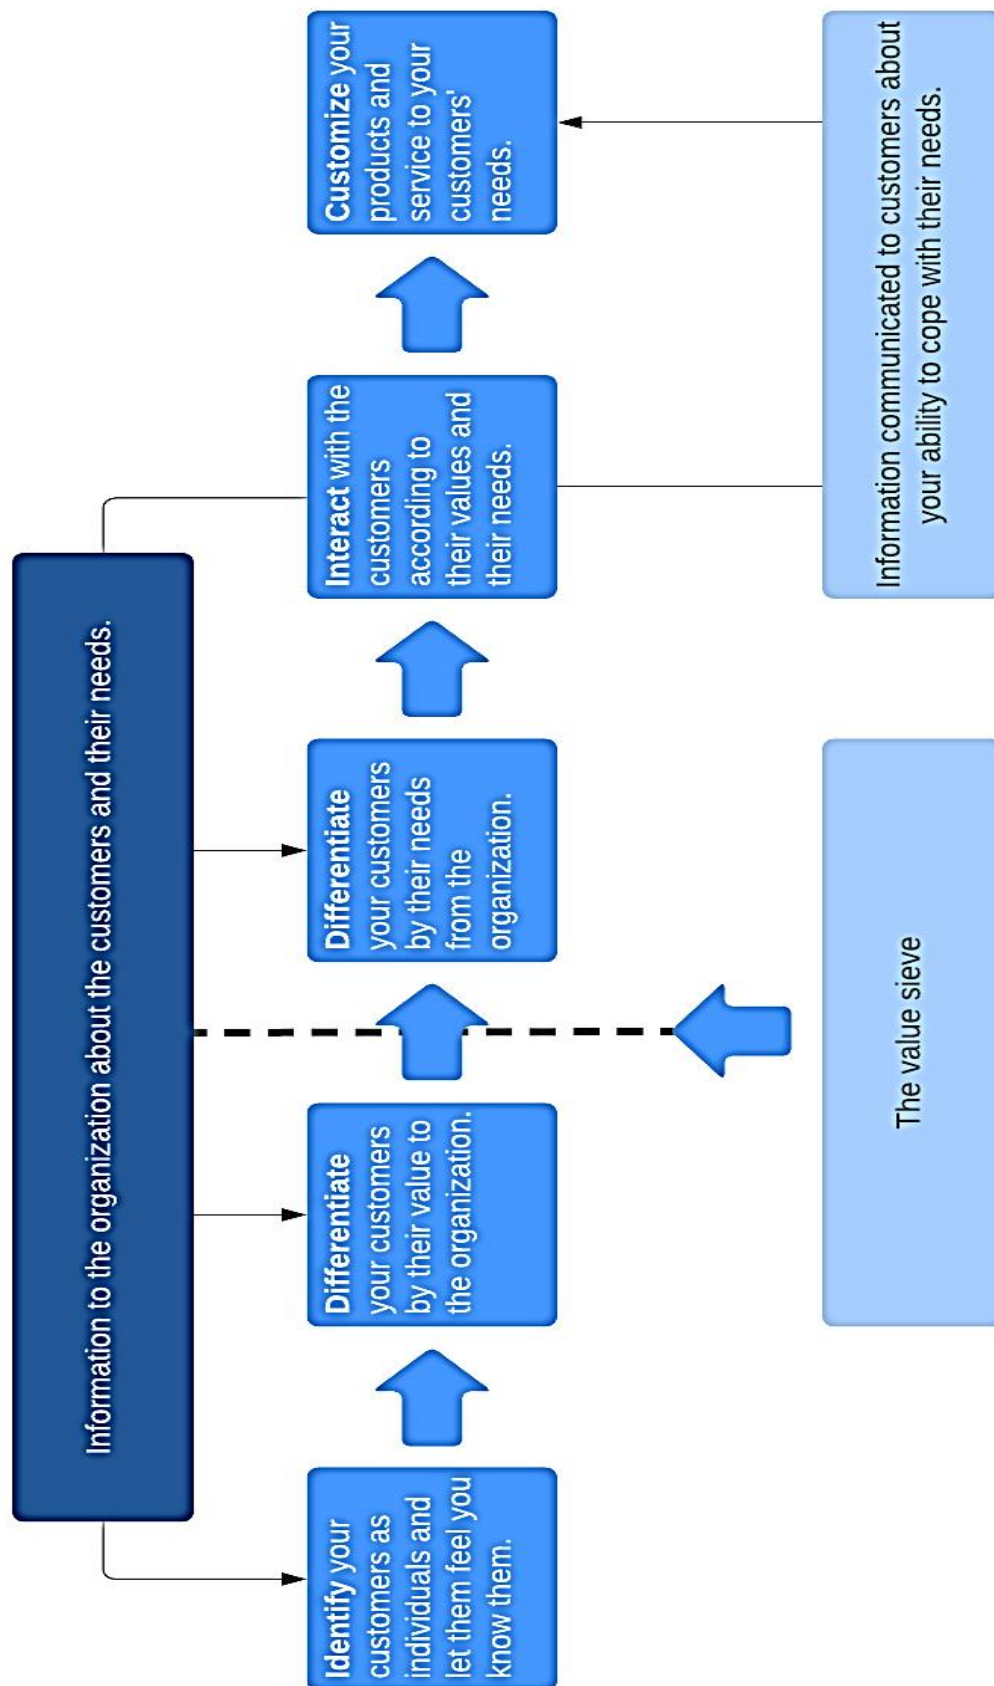 Information to the organization about the customers and their needs.
Identify your
customers as
individuals and
let them feel you
know them.
Differentiate
your customers
by their value to
the organization.
Differentiate
your customers
by their needs
from the
organization.
Interact with the
customers
according to
their values and
their needs.
Customize your
products and
service to your
customers'
needs.
The value sieve
Information communicated to customers about
your ability to cope with their needs.